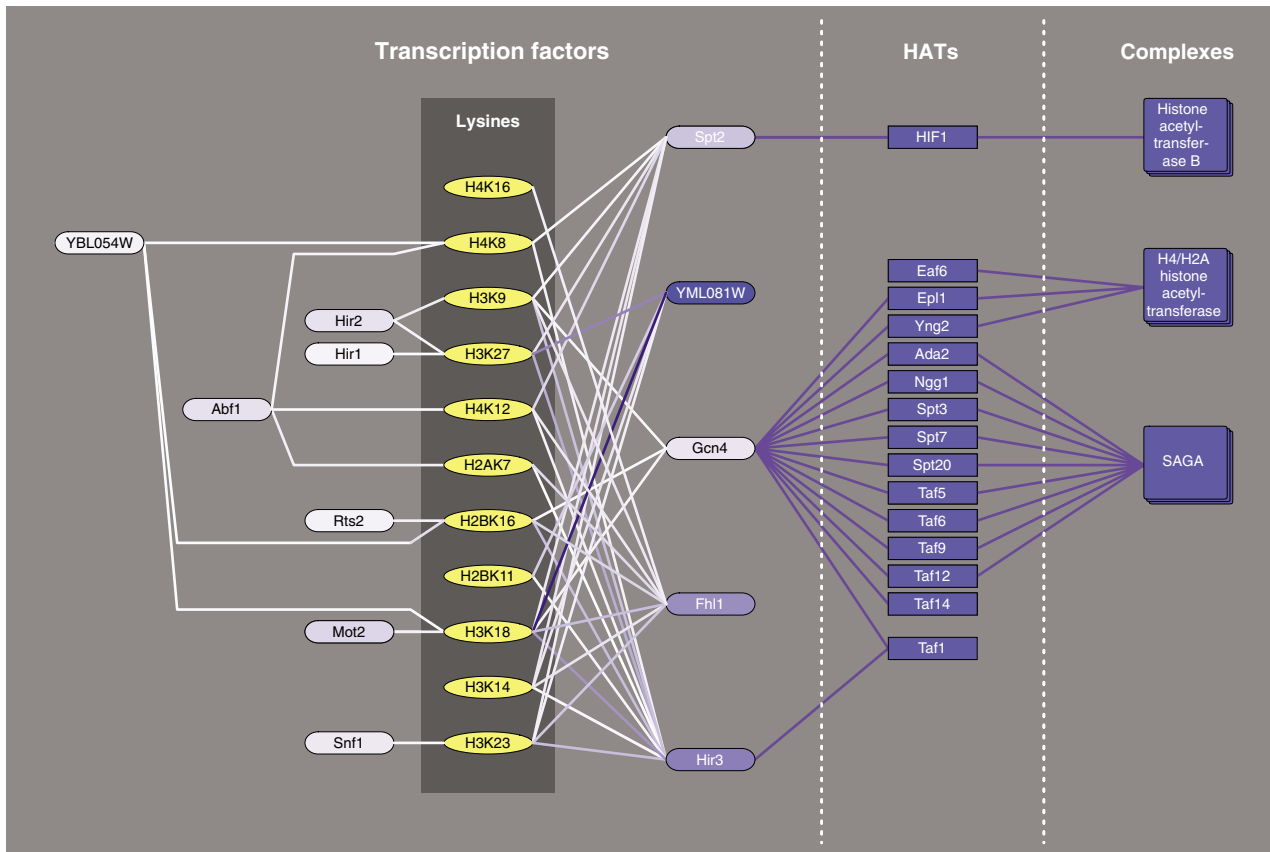 Transcription factors
HATs
Complexes
Lysines
H4K16
H4K8
H3K9
H3K27
H4K12
H2AK7
H2BK16
H2BK11
H3K18
H3K14
H3K23
YBL054W
Hir2
Hir1
Abf1
Rts2
Mot2
Snf1
Spt2
YML081W
Gcn4
Fhl1
Hir3
HIF1
Eaf6
Epl1
Yng2
Ada2
Ngg1
Spt3
Spt7
Spt20
Taf5
Taf6
Taf9
Taf12
Taf14
Taf1
Histone
acetyl-
transfer-
ase B
H4/H2A
histone
acetyl-
transferase
SAGA